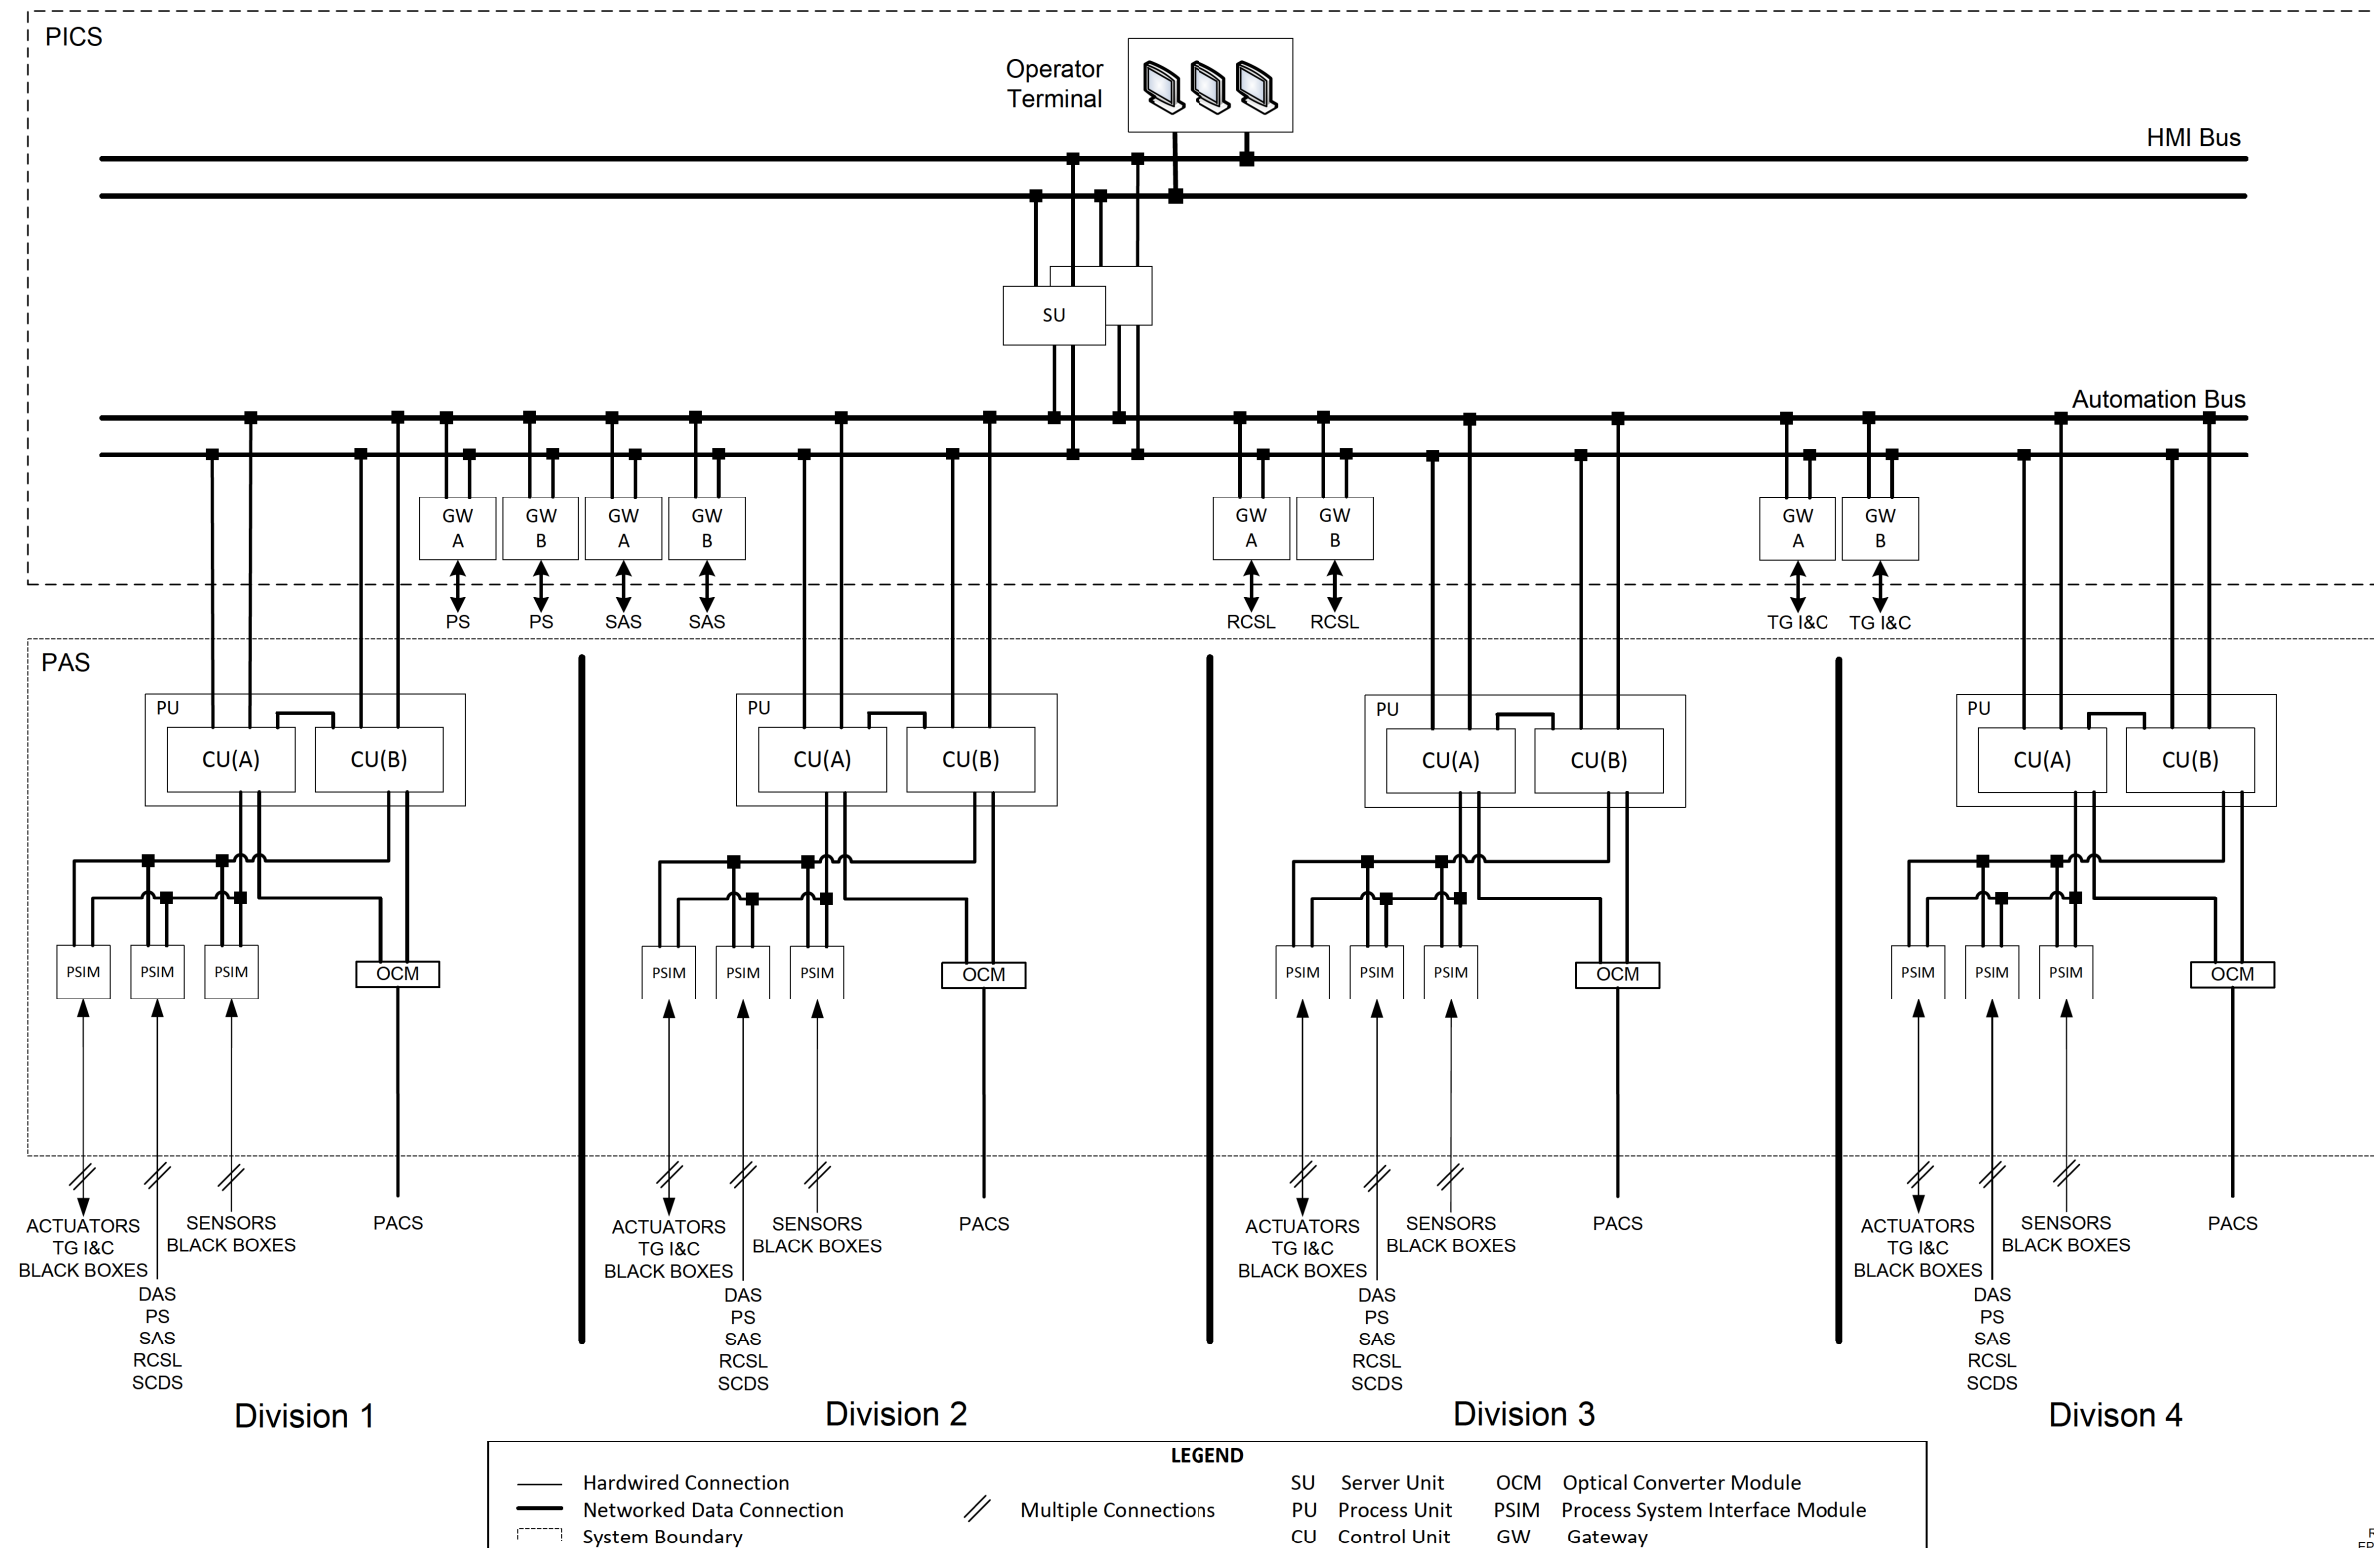 PICS
Operator
Terminal
HMI Bus
SU
Automation Bus
GW
A
GW
B
GW
A
GW
B
GW
A
GW
B
GW
A
GW
B
PS
PS
SAS
SAS
RCSL
RCSL
TG I&C
TG I&C
PAS
PU
CU(A)
CU(B)
PU
CU(A)
CU(B)
PU
CU(A)
CU(B)
PU
CU(A)
CU(B)
PSIM
PSIM
PSIM
OCM
PSIM
PSIM
PSIM
OCM
PSIM
PSIM
PSIM
OCM
PSIM
PSIM
PSIM
OCM
ACTUATORS
TG I&C
BLACK BOXES
DAS
PS
SAS
RCSL
SCDS
SENSORS
BLACK BOXES
PACS
ACTUATORS
TG I&C
BLACK BOXES
DAS
PS
SAS
RCSL
SCDS
SENSORS
BLACK BOXES
PACS
ACTUATORS
TG I&C
BLACK BOXES
DAS
PS
SAS
RCSL
SCDS
SENSORS
BLACK BOXES
PACS
ACTUATORS
TG I&C
BLACK BOXES
DAS
PS
SAS
RCSL
SCDS
SENSORS
BLACK BOXES
PACS
Division 1
Division 2
Division 3
Divison 4
LEGEND
Hardwired Connection
Networked Data Connection
System Boundary
Multiple Connections
SU Server Unit
PU Process Unit
CU Control Unit
OCM Optical Converter Module
PSIM Process System Interface Module
GW Gateway